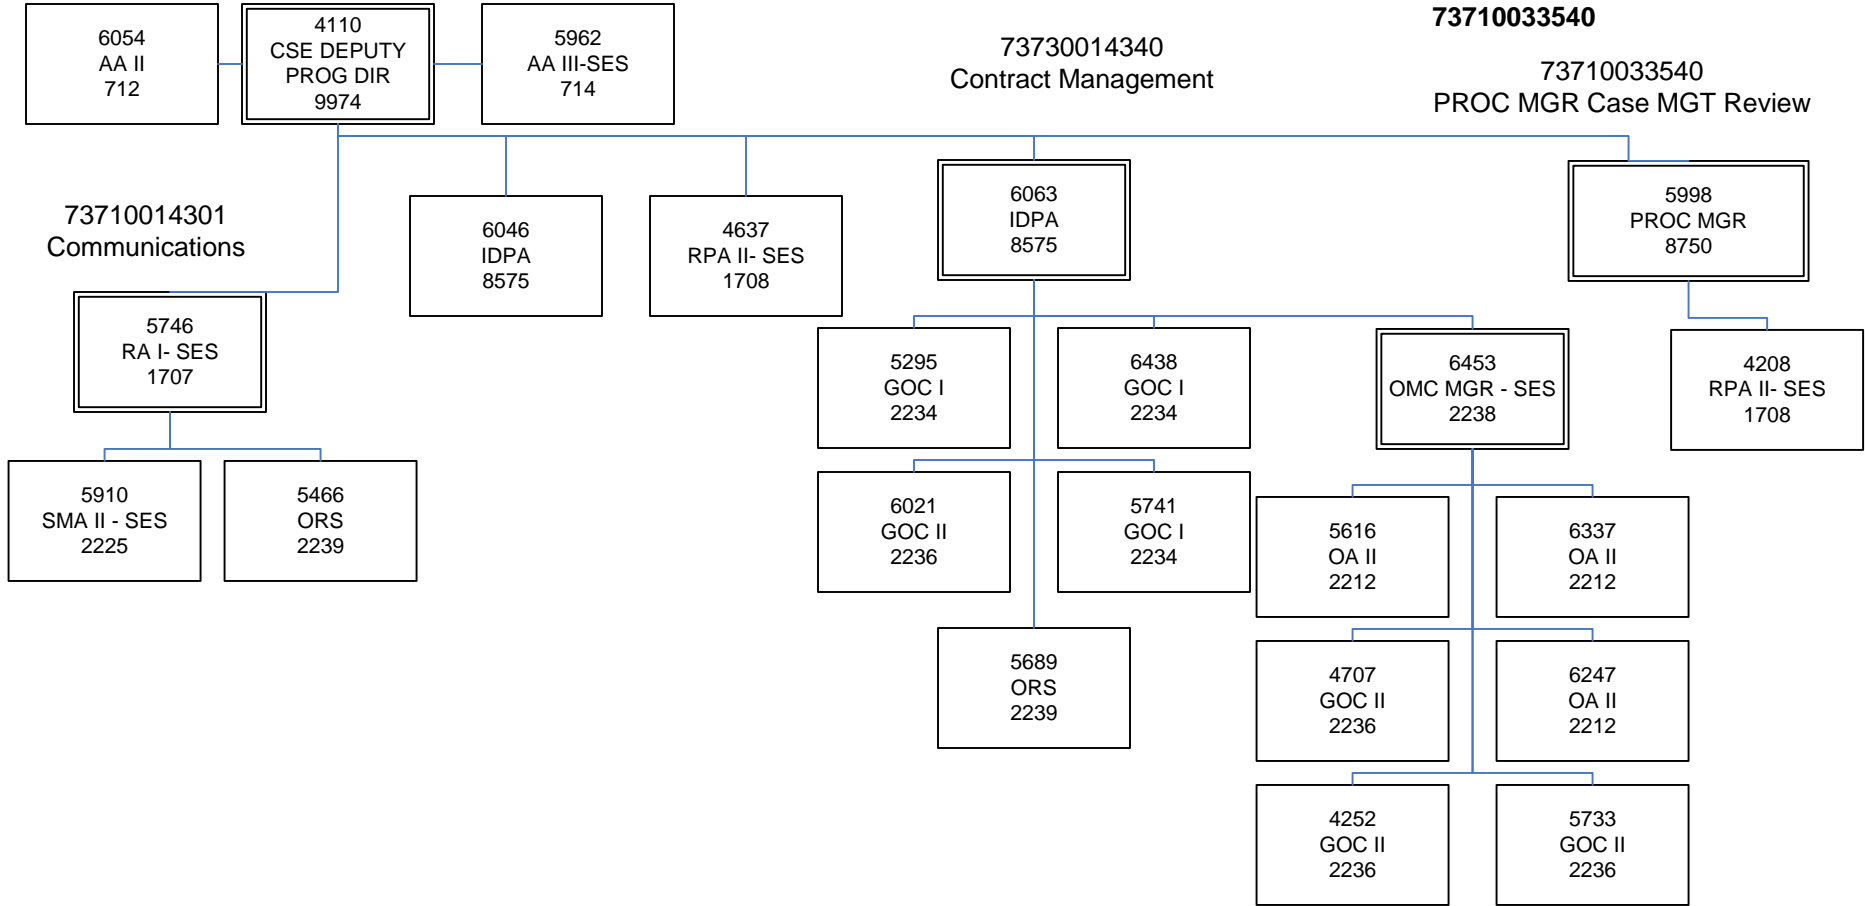 73710033540
6054
AA II
712
4110
CSE DEPUTY
PROG DIR
9974
5962
AA III-SES
714
73730014340
Contract Management
73710033540
PROC MGR Case MGT Review
73710014301
Communications
6046
IDPA
8575
4637
RPA II- SES
1708
6063
IDPA
8575
5998
PROC MGR
8750
5746
RA I- SES
1707
5295
GOC I
2234
6438
GOC I
2234
6453
OMC MGR - SES
2238
4208
RPA II- SES
1708
5910
SMA II - SES
2225
5466
ORS
2239
6021
GOC II
2236
5741
GOC I
2234
5616
OA II
2212
6337
OA II
2212
5689
ORS
2239
4707
GOC II
2236
6247
OA II
2212
4252
GOC II
2236
5733
GOC II
2236